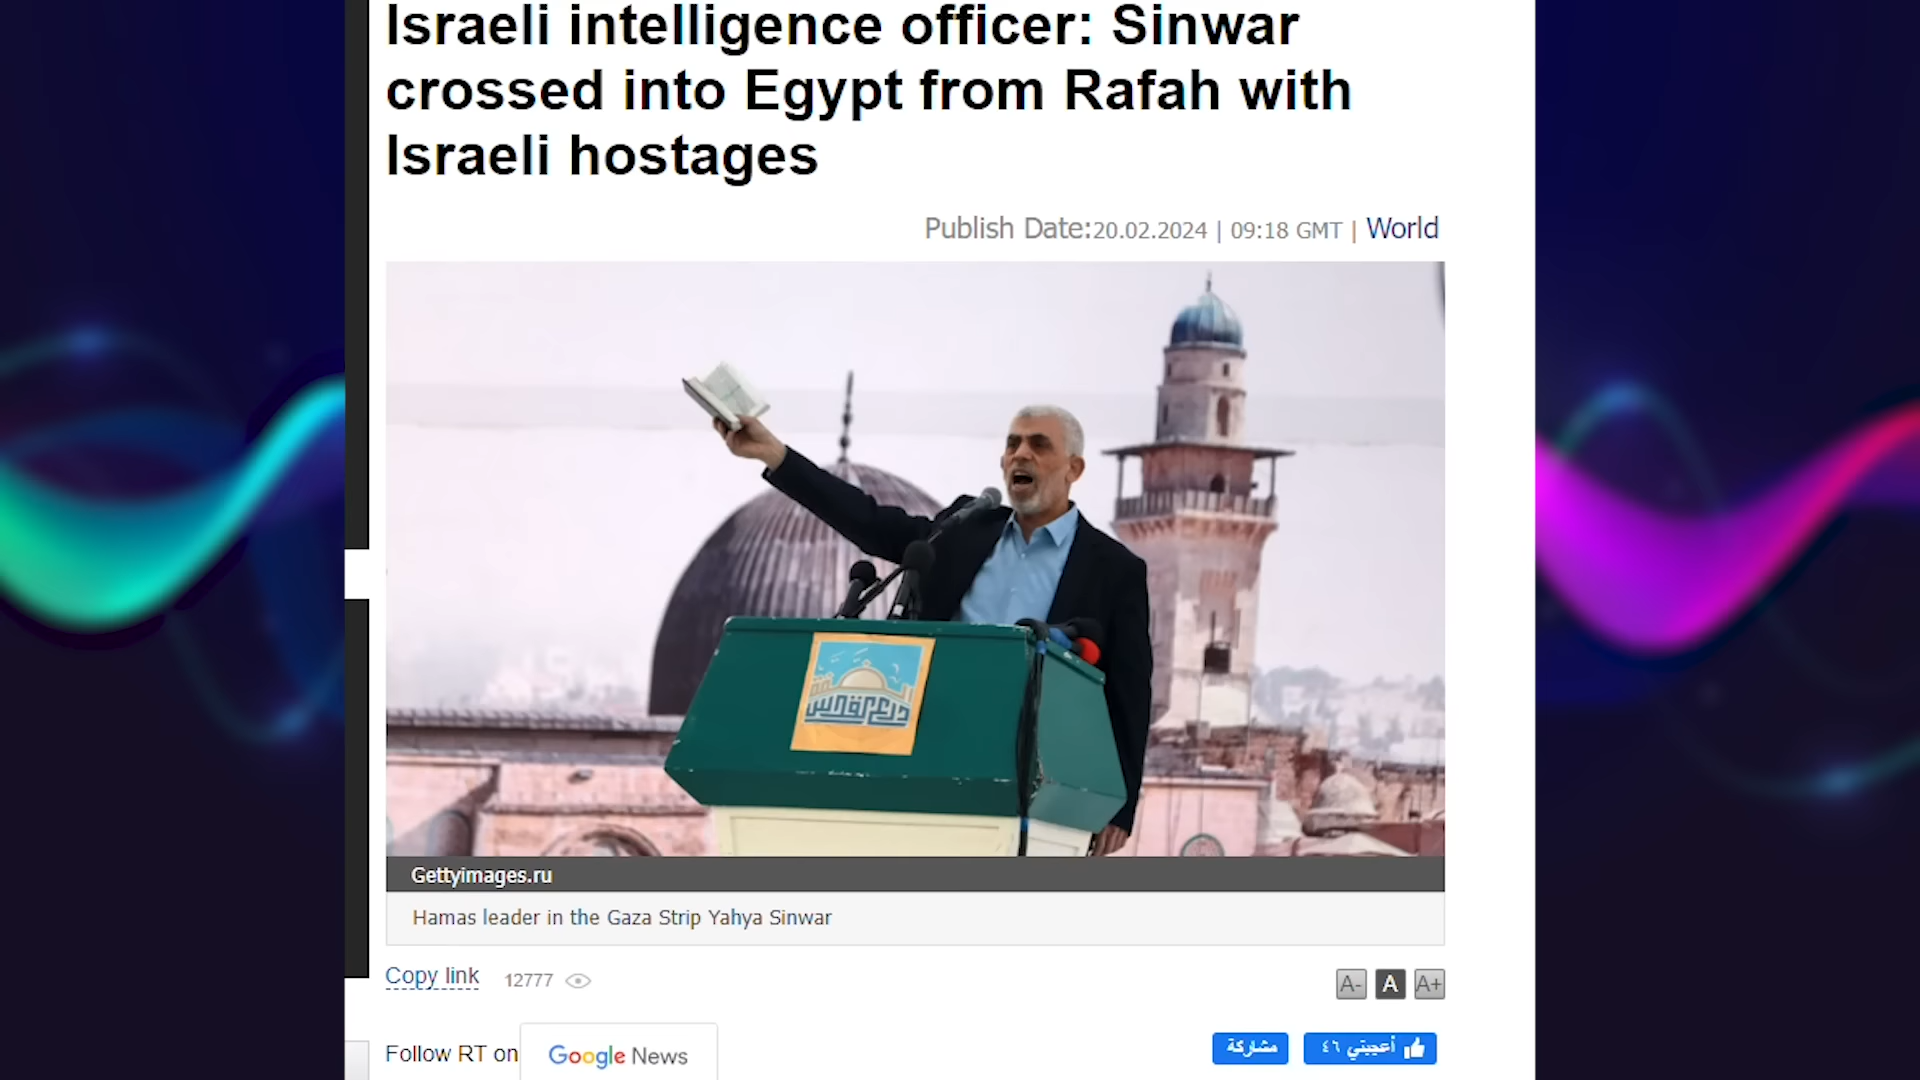 Israeli intelligence officer: Sinwar
crossed into Egypt from Rafah with
Israeli hostages
Publish Date:20.02.2024 | 09:18 GMT | World
درع القدس
Gettyimages.ru
Hamas leader in the Gaza Strip Yahya Sinwar
Copy link 12777
A- A A+
Follow RT on Google News
مشاركة
أعجبني ٤٦